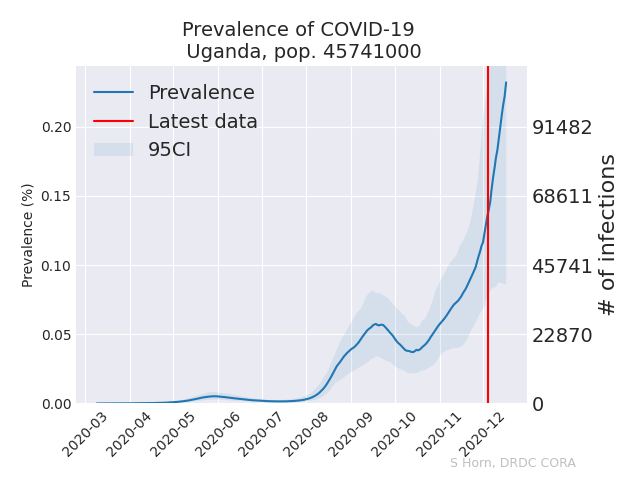 Prevalence of COVID-19
Uganda, pop. 45741000
Prevalence
Latest data
95CI
Prevalence (%)
0.20
0.15
0.10
0.05
0.00
91482
68611
45741
22870
0
# of infections
2020-03
2020-04
2020-05
2020-06
2020-07
2020-08
2020-09
2020-10
2020-11
2020-12
S Horn, DRDC CORA